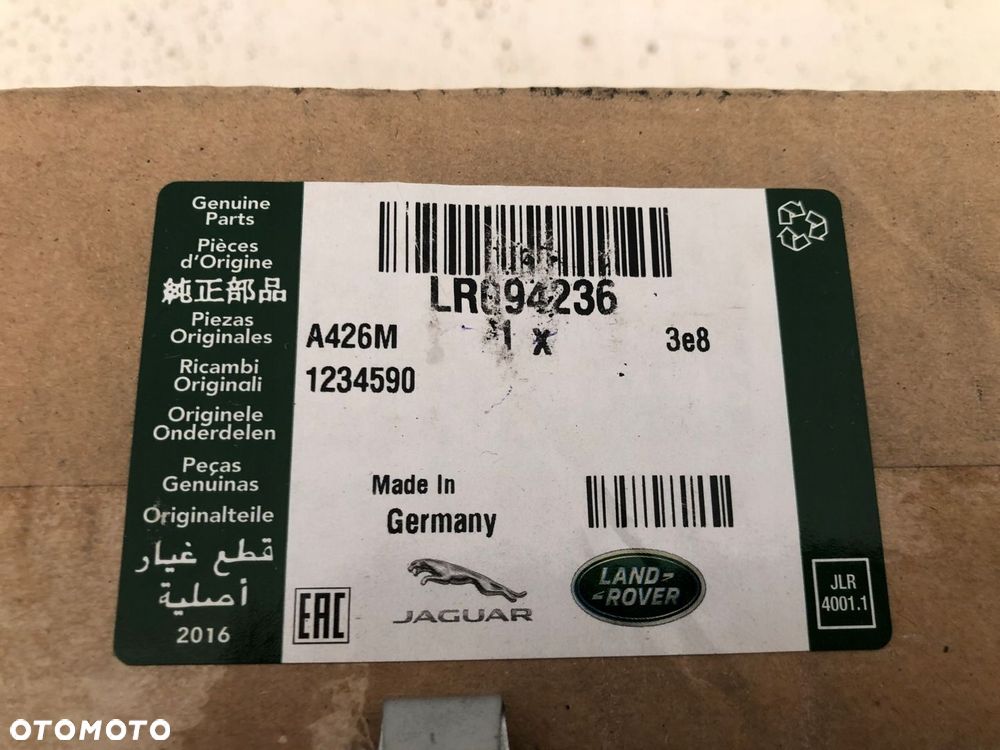 Genuine
Parts
Pièces
d'Origine
純正部品
Piezas
Originales
Ricambi
Originali
Originele
Onderdelen
Peças
Genuinas
Originalteile
قطع غيار
أصلية
2016
LR094236
A426M
1 x
3e8
1234590
Made In
Germany
EAC
JAGUAR
LAND-
-ROVER
JLR
4001.1
OTOMOTO